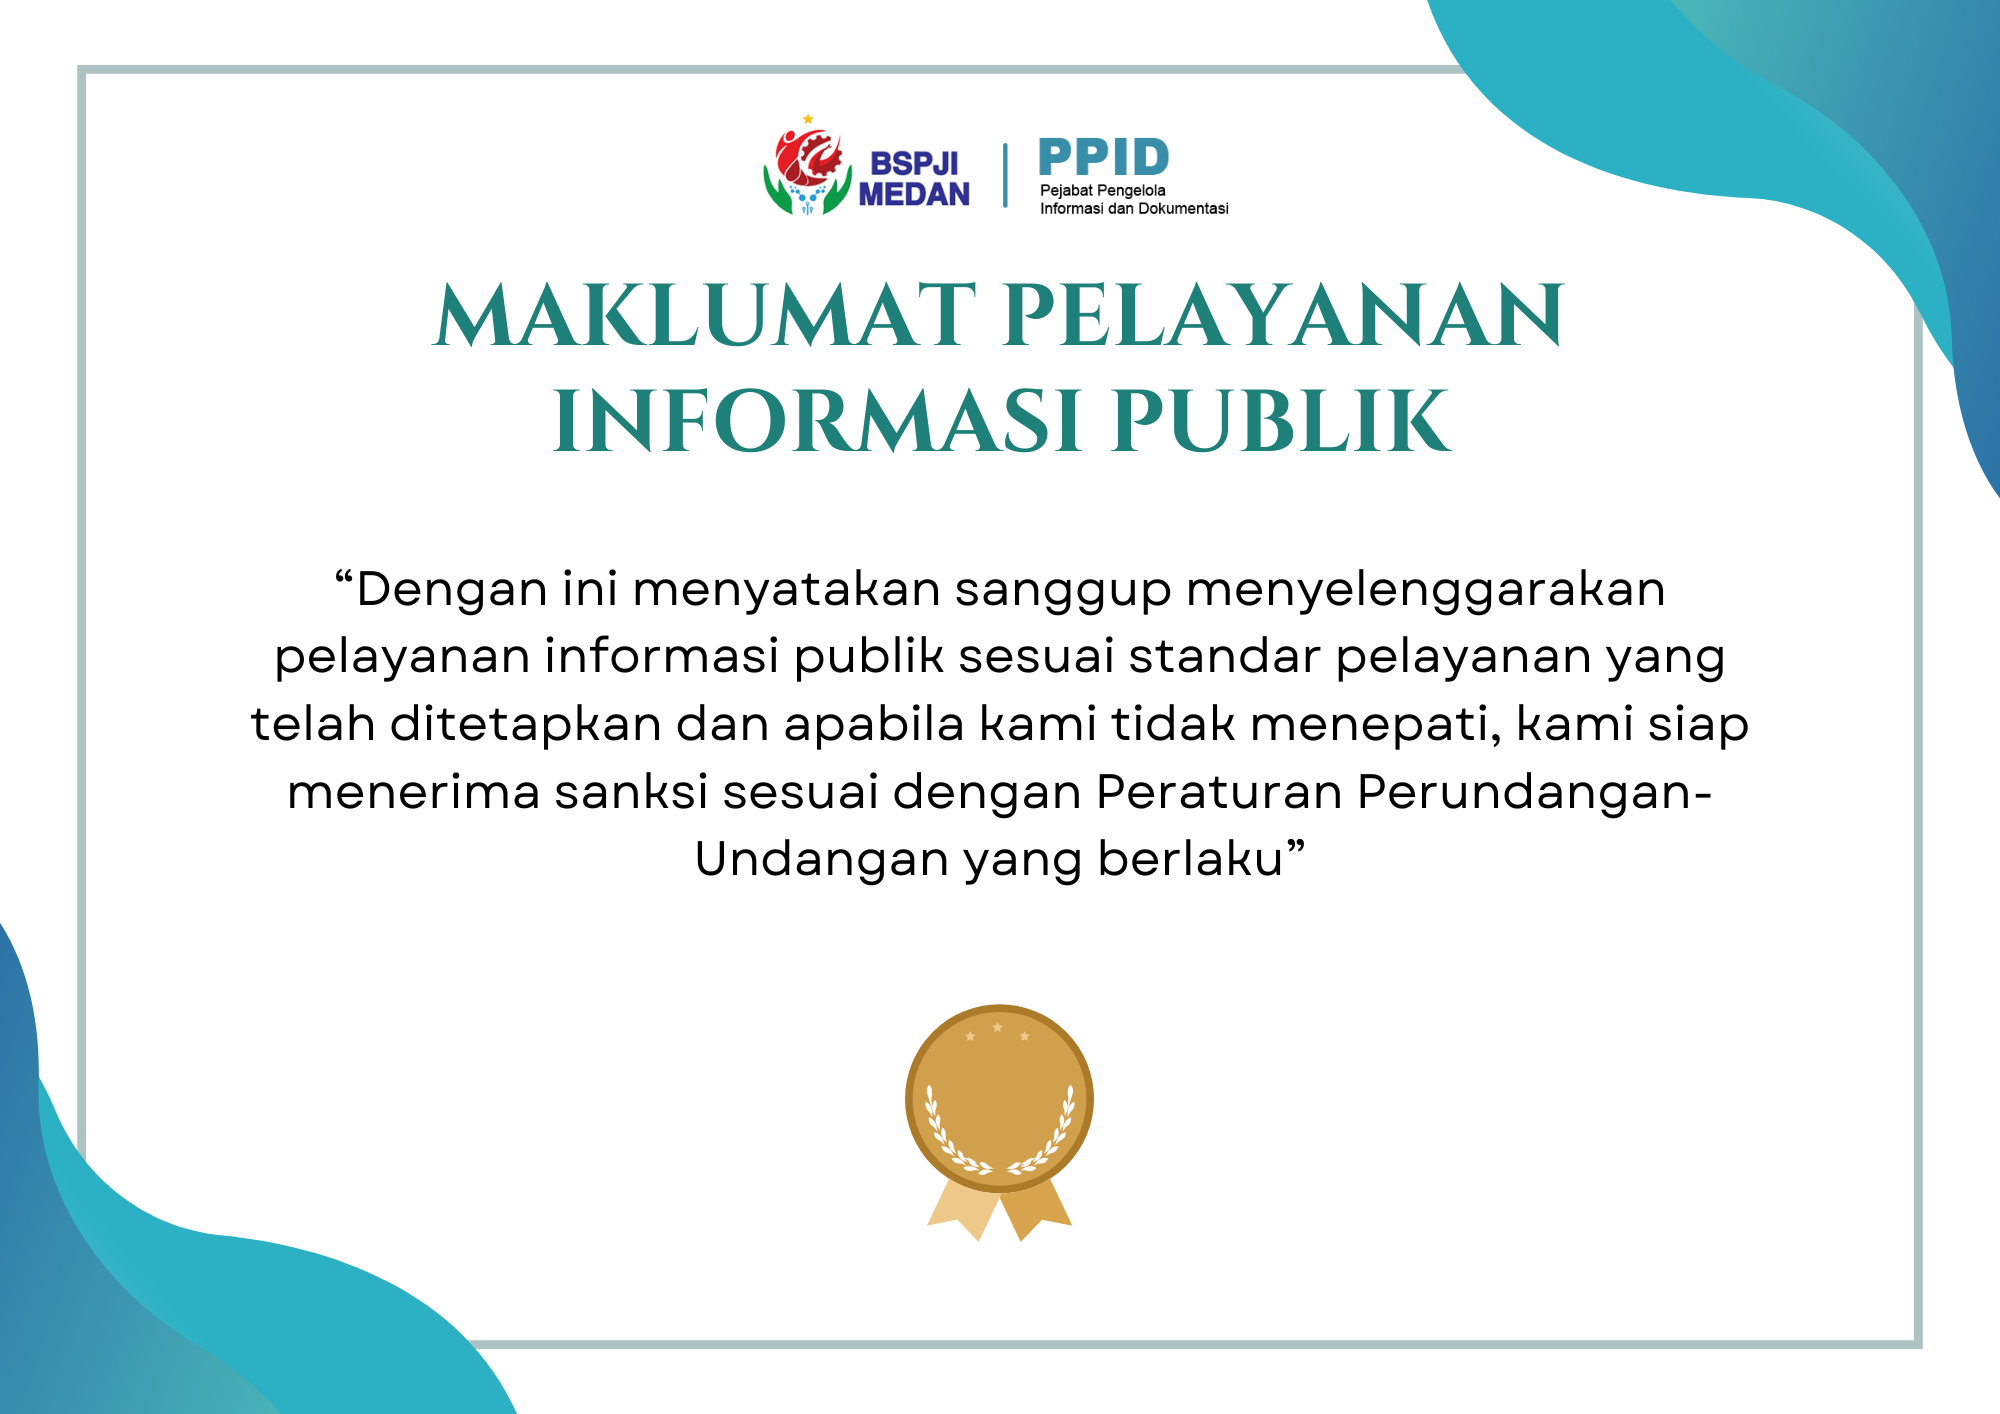 BSPJI
MEDAN
PPID
Pejabat Pengelola
Informasi dan Dokumentasi
MAKLUMAT PELAYANAN
INFORMASI PUBLIK
“Dengan ini menyatakan sanggup menyelenggarakan
pelayanan informasi publik sesuai standar pelayanan yang
telah ditetapkan dan apabila kami tidak menepati, kami siap
menerima sanksi sesuai dengan Peraturan Perundangan-
Undangan yang berlaku”